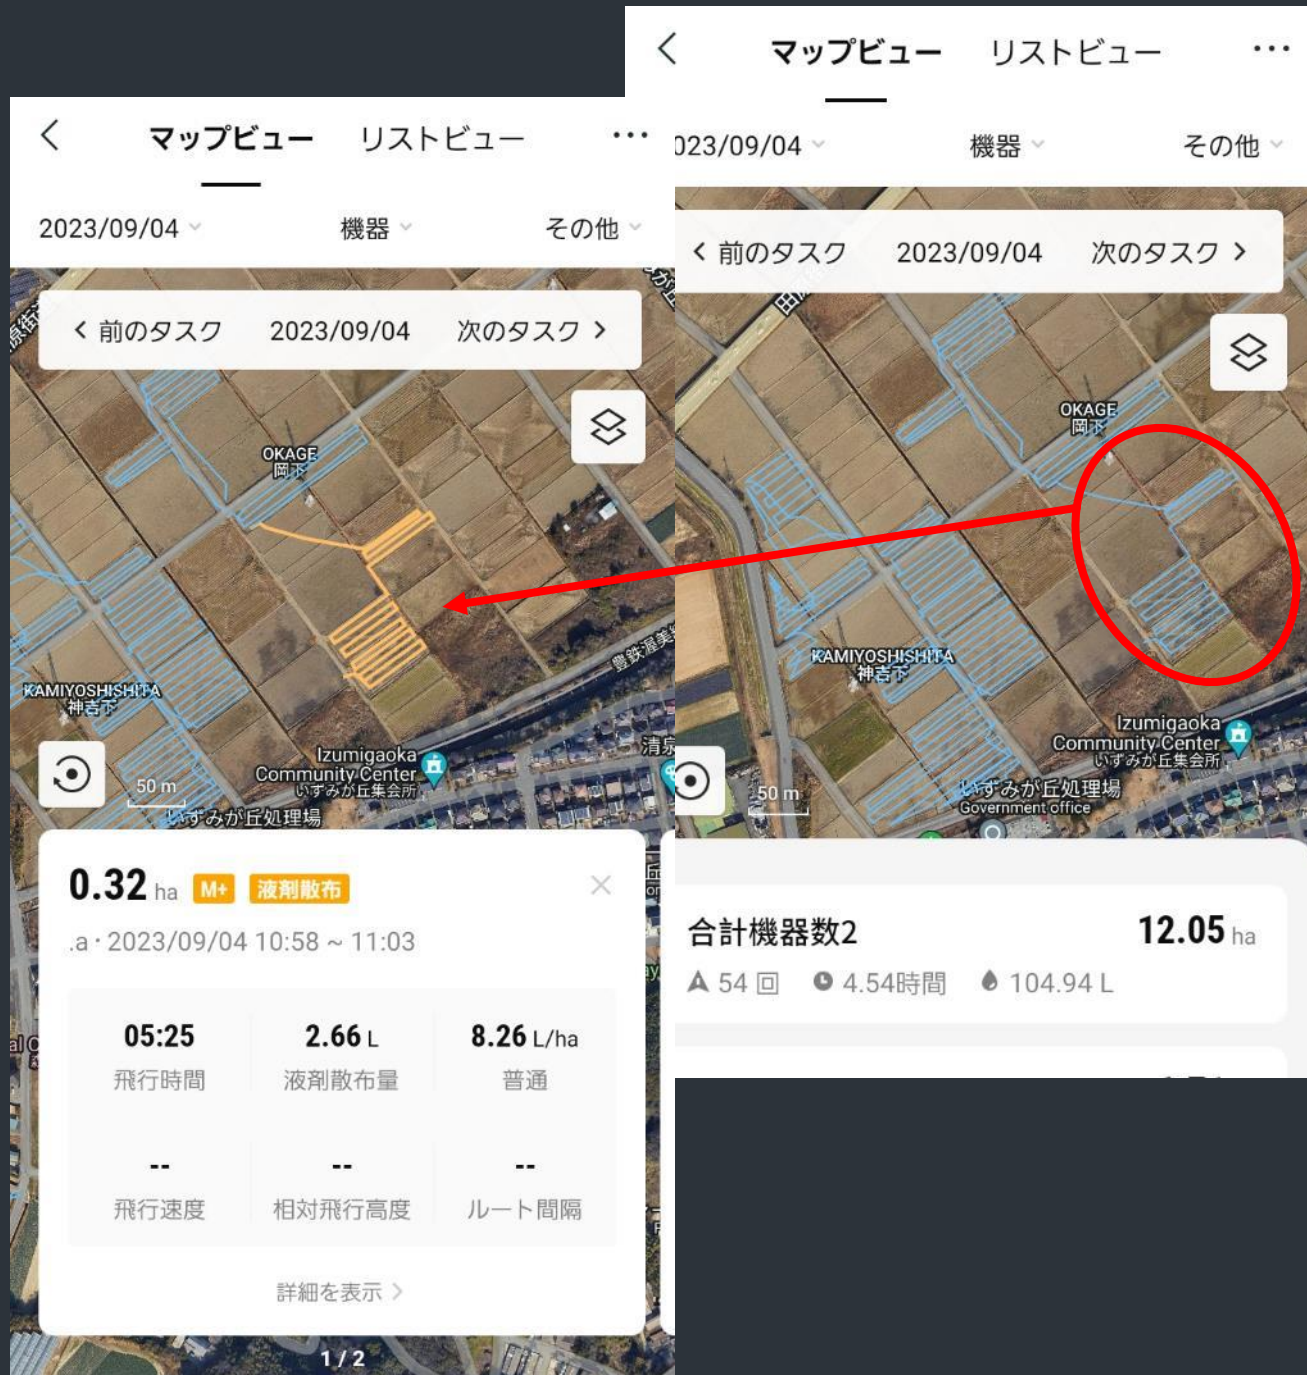 マップビュー リストビュー ...
2023/09/04 機器 その他
前のタスク 2023/09/04 次のタスク
OKAGE
岡下
KAMIYOSHISHITA
神吉下
豊鉄渥美
Izumigaoka
Community Center
いずみが丘集会所
清泉
50 m
いずみが丘処理場
0.32 ha M+ 液剤散布
.a · 2023/09/04 10:58 ~ 11:03
05:25 2.66 L 8.26 L/ha
飛行時間 液剤散布量 普通
-- -- --
飛行速度 相対飛行高度 ルート間隔
詳細を表示
1 / 2
マップビュー リストビュー ...
023/09/04 機器 その他
前のタスク 2023/09/04 次のタスク
田原
OKAGE
岡下
KAMIYOSHISHITA
神吉下
Izumigaoka
Community Center
いずみが丘集会所
50 m
いずみが丘処理場
Government office
合計機器数2 12.05 ha
54 回 4.54時間 104.94 L